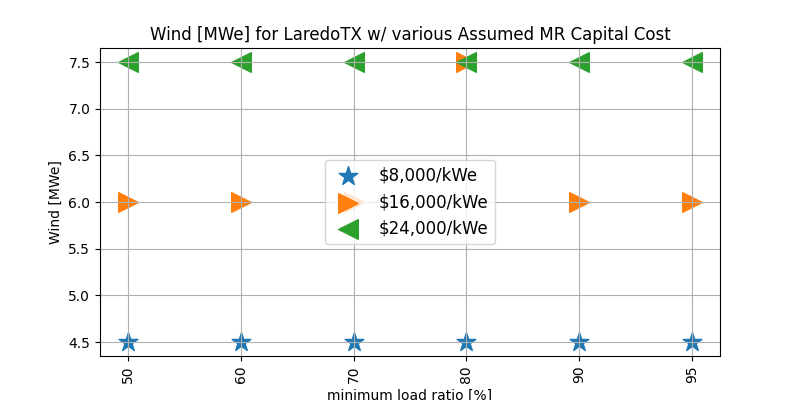 Wind [MWe] for LaredoTX w/ various Assumed MR Capital Cost
Wind [MWe]
7.5
7.0
6.5
6.0
5.5
5.0
4.5
$8,000/kWe
$16,000/kWe
$24,000/kWe
50
60
70
80
90
95
minimum load ratio [%]